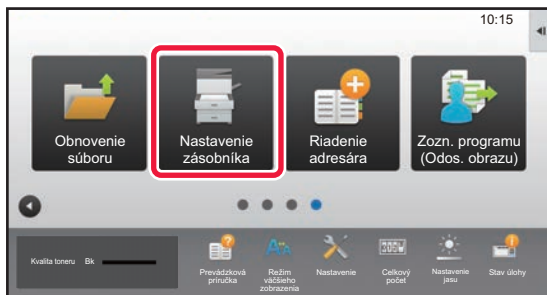 10:15
Obnovenie
súboru
Nastavenie
zásobníka
Riadenie
adresára
Zozn. programu
(Odos. obrazu)
Kvalita toneru Bk
Prevádzková
príručka
Režim
väčšieho
zobrazenia
Nastavenie
Celkový
počet
Nastavenie
jasu
Stav úlohy